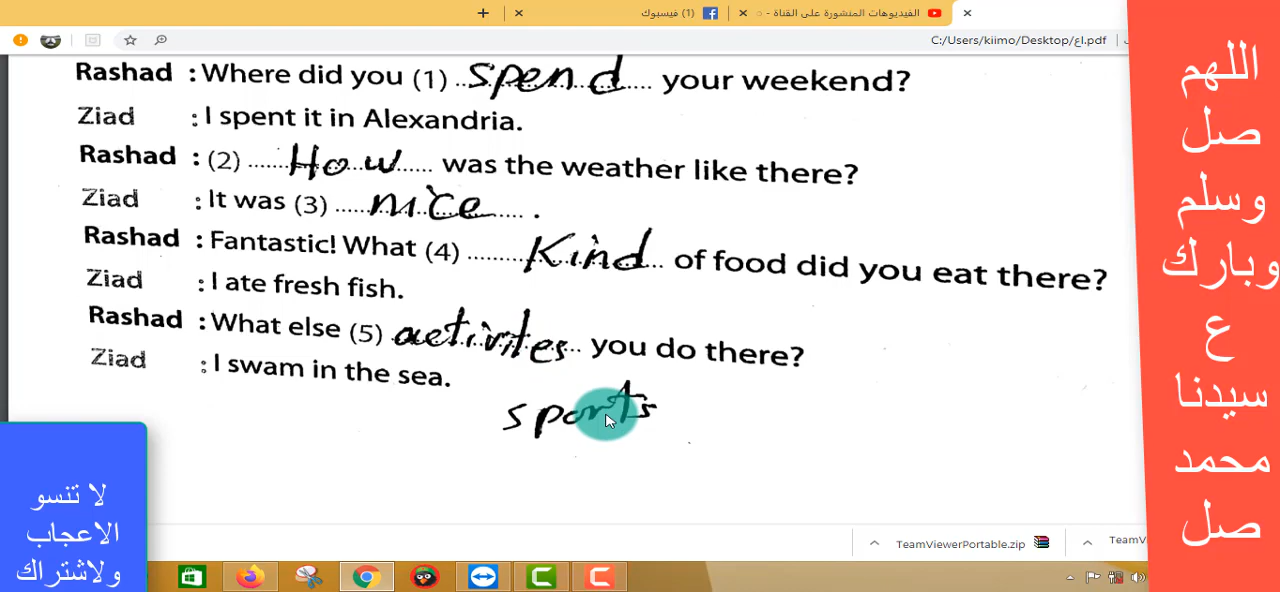 الفيديوهات المنشورة على القناة -
(1) فيسبوك
C:/Users/kiimo/Desktop/اع.pdf
Rashad : Where did you (1) ..spend.... your weekend?
Ziad : I spent it in Alexandria.
Rashad : (2) ......How...... was the weather like there?
Ziad : It was (3) .....nice..... .
Rashad : Fantastic! What (4) .........Kind.. of food did you eat there?
Ziad : I ate fresh fish.
Rashad : What else (5) activites... you do there?
Ziad : I swam in the sea.
sports
اللهم
صل
وسلم
وبارك
ع
سيدنا
محمد
صل
لا تنسو
الاعجاب
ولاشتراك
TeamViewerPortable.zip
TeamV